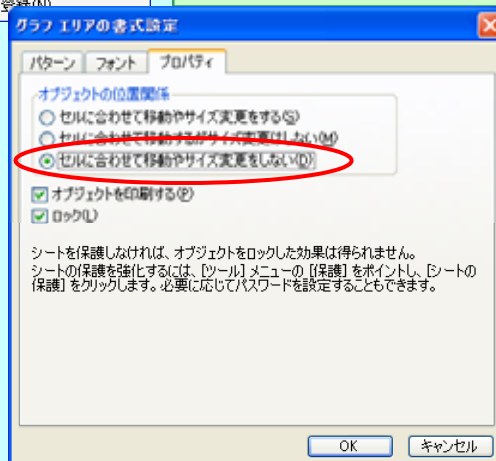 登録(N)
グラフ エリアの書式設定
パターン フォント プロパティ
オブジェクトの位置関係
セルに合わせて移動やサイズ変更をする(S)
セルに合わせて移動するがサイズ変更はしない(M)
セルに合わせて移動やサイズ変更をしない(D)
オブジェクトを印刷する(P)
ロック(L)
シートを保護しなければ、オブジェクトをロックした効果は得られません。
シートの保護を強化するには、[ツール] メニューの [保護] をポイントし、[シートの
保護] をクリックします。必要に応じてパスワードを設定することもできます。
OK キャンセル